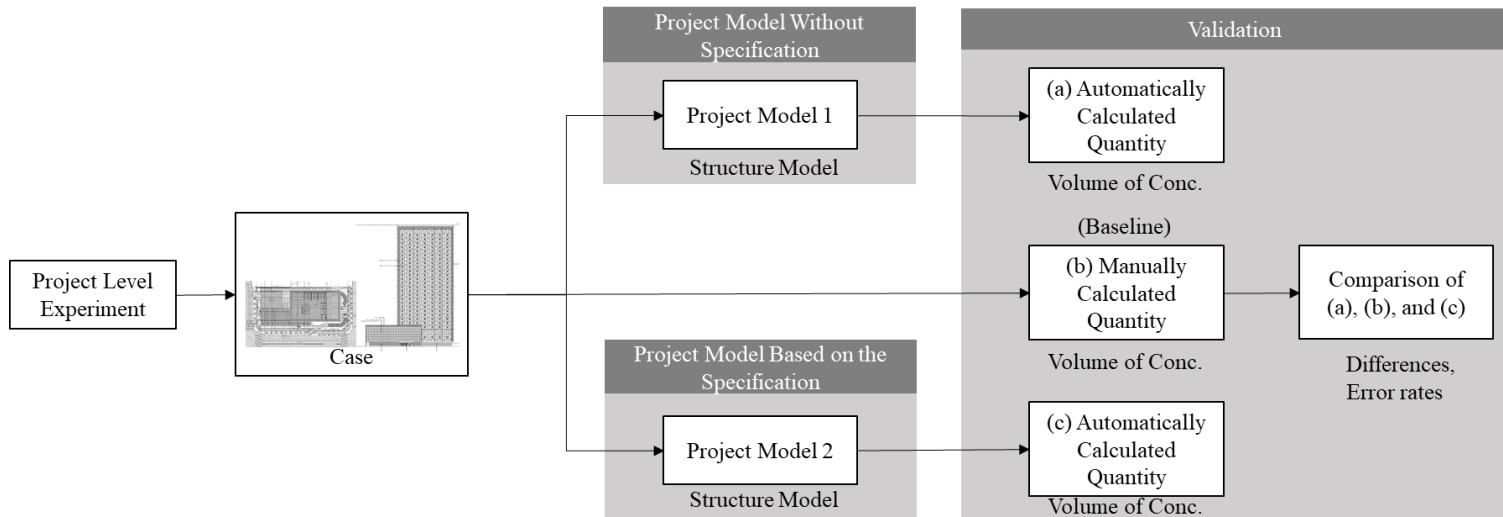 Project Level
Experiment
Case
Project Model Without
Specification
Project Model 1
Structure Model
Project Model Based on the
Specification
Project Model 2
Structure Model
Validation
(a) Automatically
Calculated
Quantity
Volume of Conc.
(Baseline)
(b) Manually
Calculated
Quantity
Volume of Conc.
(c) Automatically
Calculated
Quantity
Volume of Conc.
Comparison of
(a), (b), and (c)
Differences,
Error rates